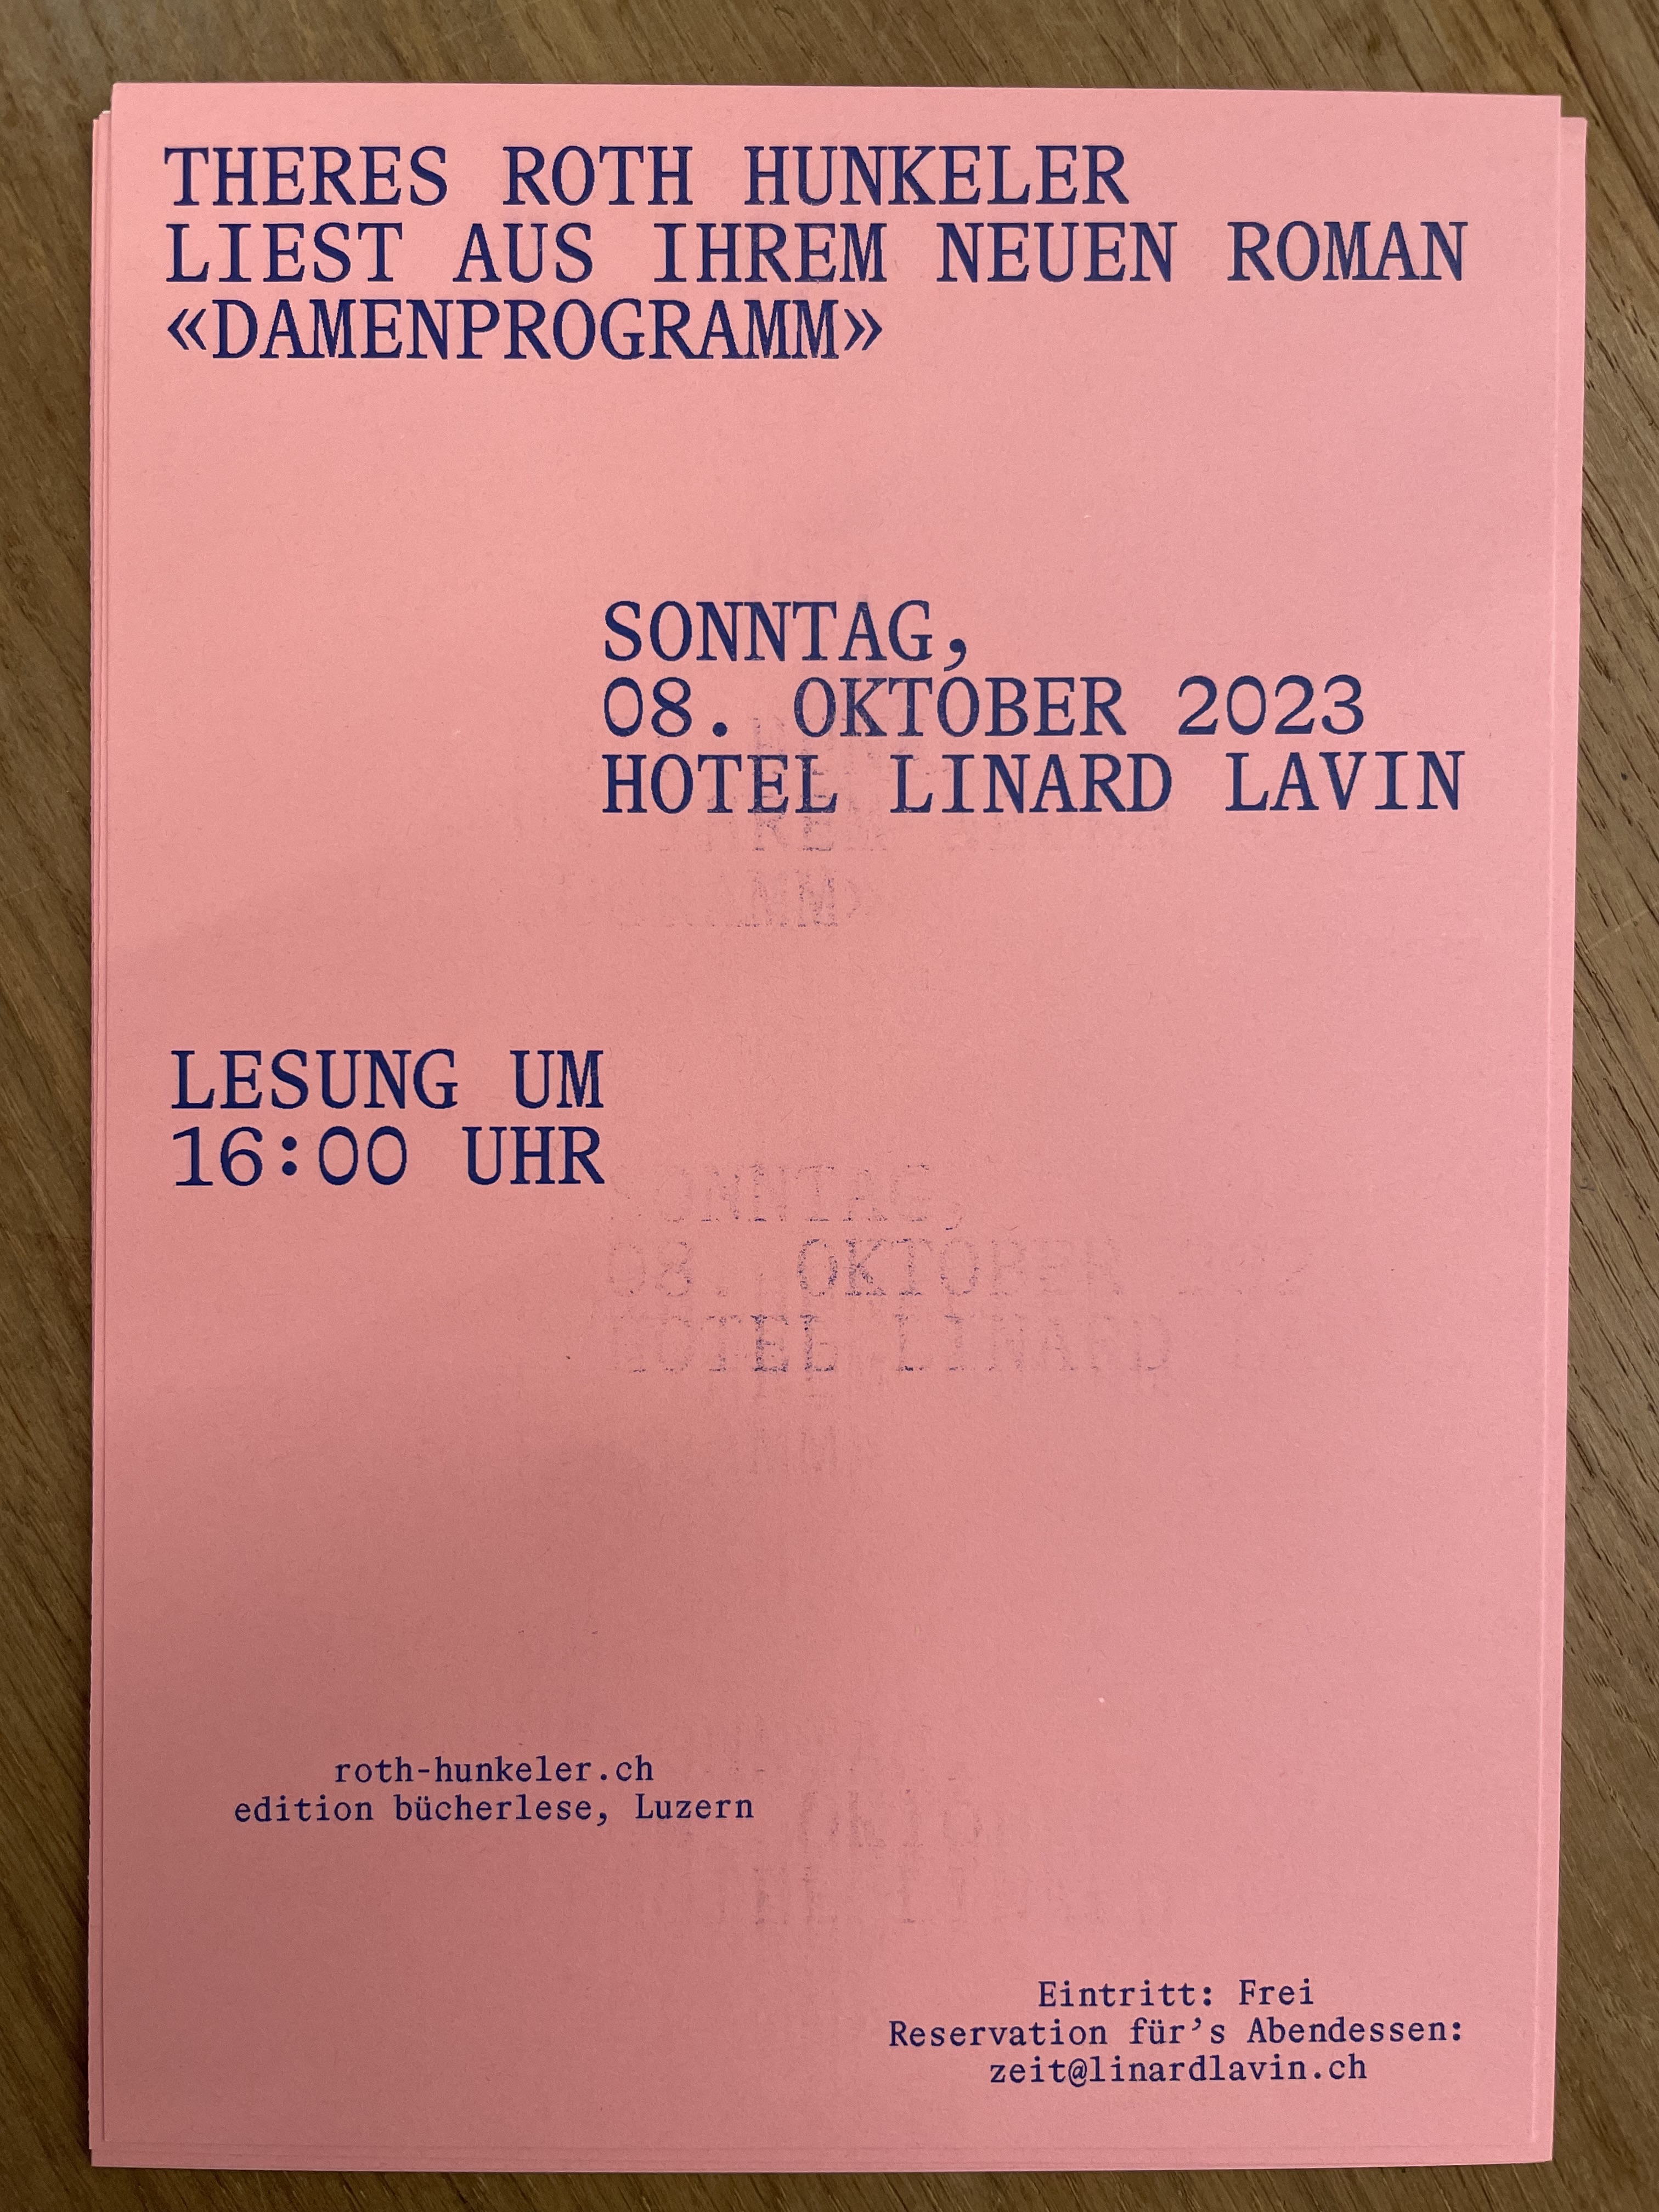 THERES ROTH HUNKELER
LIEST AUS IHREM NEUEN ROMAN
«DAMENPROGRAMM»
SONNTAG,
08. OKTOBER 2023
HOTEL LINARD LAVIN
LESUNG UM
16:00 UHR
roth-hunkeler.ch
edition bücherlese, Luzern
Eintritt: Frei
Reservation für’s Abendessen:
zeit@linardlavin.ch